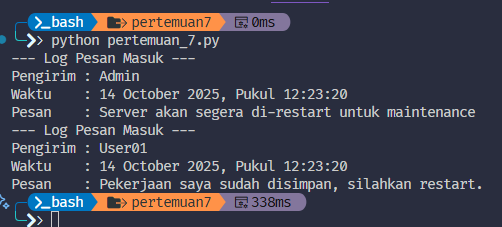 bash pertemuan7 0ms
python pertemuan_7.py
--- Log Pesan Masuk ---
Pengirim : Admin
Waktu    : 14 October 2025, Pukul 12:23:20
Pesan    : Server akan segera di-restart untuk maintenance
--- Log Pesan Masuk ---
Pengirim : User01
Waktu    : 14 October 2025, Pukul 12:23:20
Pesan    : Pekerjaan saya sudah disimpan, silahkan restart.
bash pertemuan7 338ms